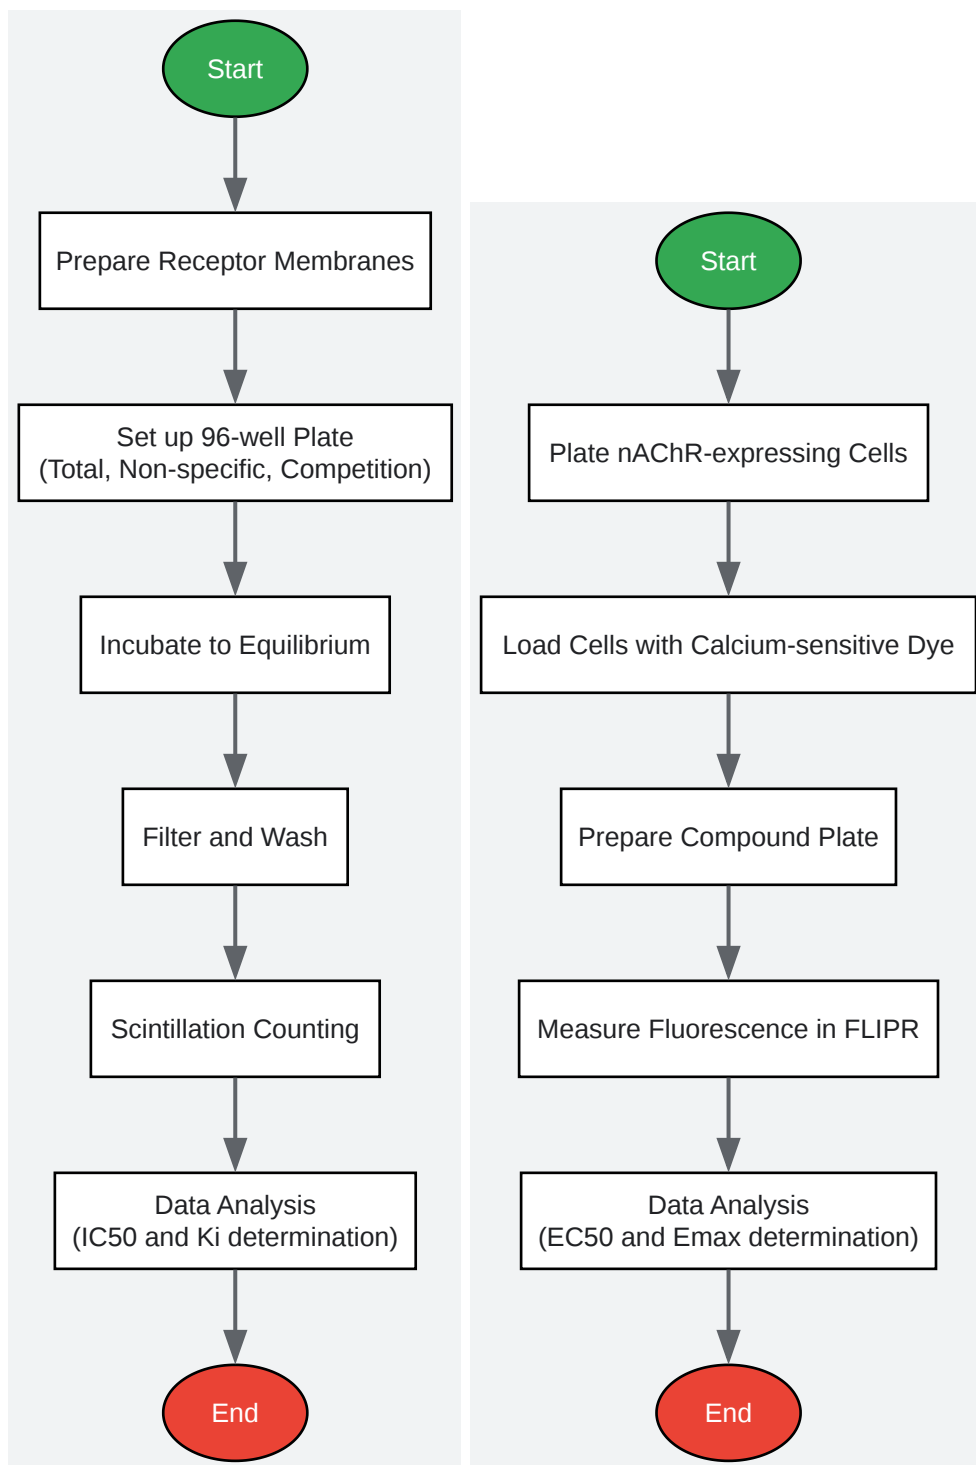 Start
Prepare Receptor Membranes
Set up 96-well Plate
(Total, Non-specific, Competition)
Incubate to Equilibrium
Filter and Wash
Scintillation Counting
Data Analysis
(IC50 and Ki determination)
End
Start
Plate nAChR-expressing Cells
Load Cells with Calcium-sensitive Dye
Prepare Compound Plate
Measure Fluorescence in FLIPR
Data Analysis
(EC50 and Emax determination)
End